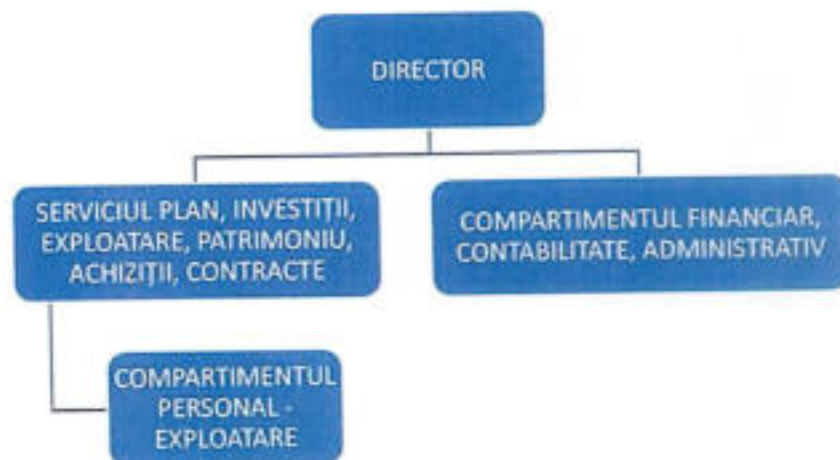 DIRECTOR
SERVICIUL PLAN, INVESTIȚII,
EXPLOATARE, PATRIMONIU,
ACHIZIȚII, CONTRACTE
COMPARTIMENTUL FINANCIAR,
CONTABILITATE, ADMINISTRATIV
COMPARTIMENTUL
PERSONAL -
EXPLOATARE